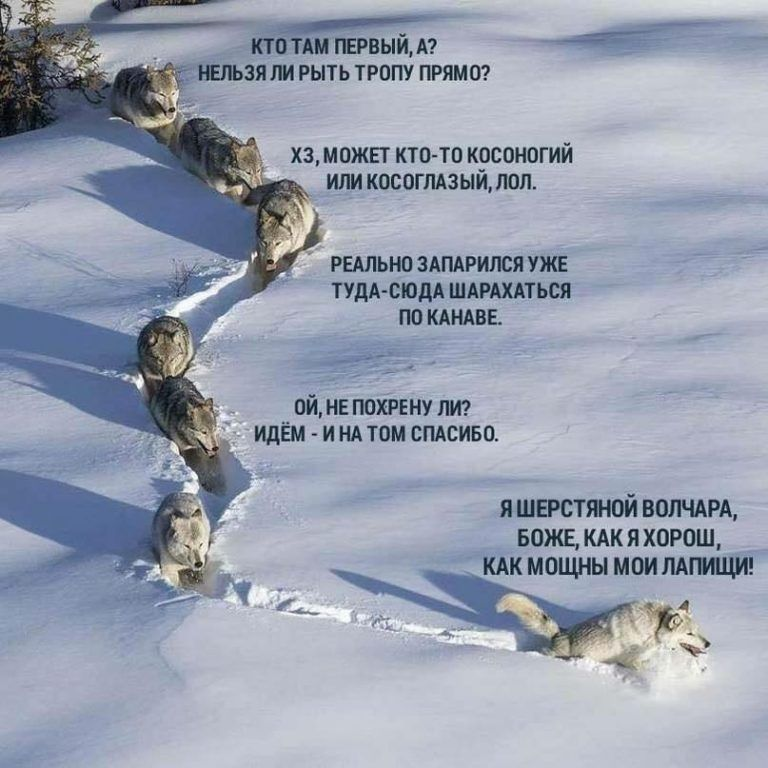 КТО ТАМ ПЕРВЫЙ, А?
НЕЛЬЗЯ ЛИ РЫТЬ ТРОПУ ПРЯМО?
ХЗ, МОЖЕТ КТО-ТО КОСОНОГИЙ
ИЛИ КОСОГЛАЗЫЙ, ЛОЛ.
РЕАЛЬНО ЗАПАРИЛСЯ УЖЕ
ТУДА-СЮДА ШАРАХАТЬСЯ
ПО КАНАВЕ.
ОЙ, НЕ ПОХРЕНУ ЛИ?
ИДЁМ - И НА ТОМ СПАСИБО.
Я ШЕРСТЯНОЙ ВОЛЧАРА,
БОЖЕ, КАК Я ХОРОШ,
КАК МОЩНЫ МОИ ЛАПИЩИ!